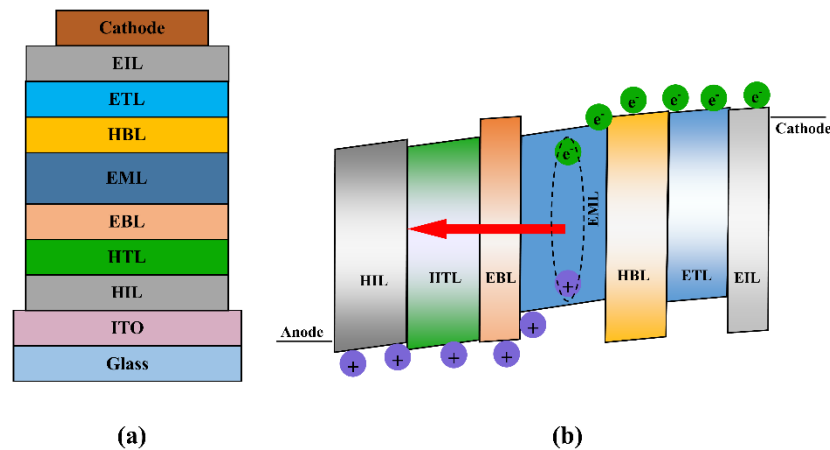 Cathode
EIL
ETL
HBL
EML
EBL
HTL
HIL
ITO
Glass
(a)
e-
e-
e-
e-
e-
e-
Cathode
EML
HIL
HTL
EBL
HBL
ETL
EIL
Anode
+
+
+
+
+
+
(b)